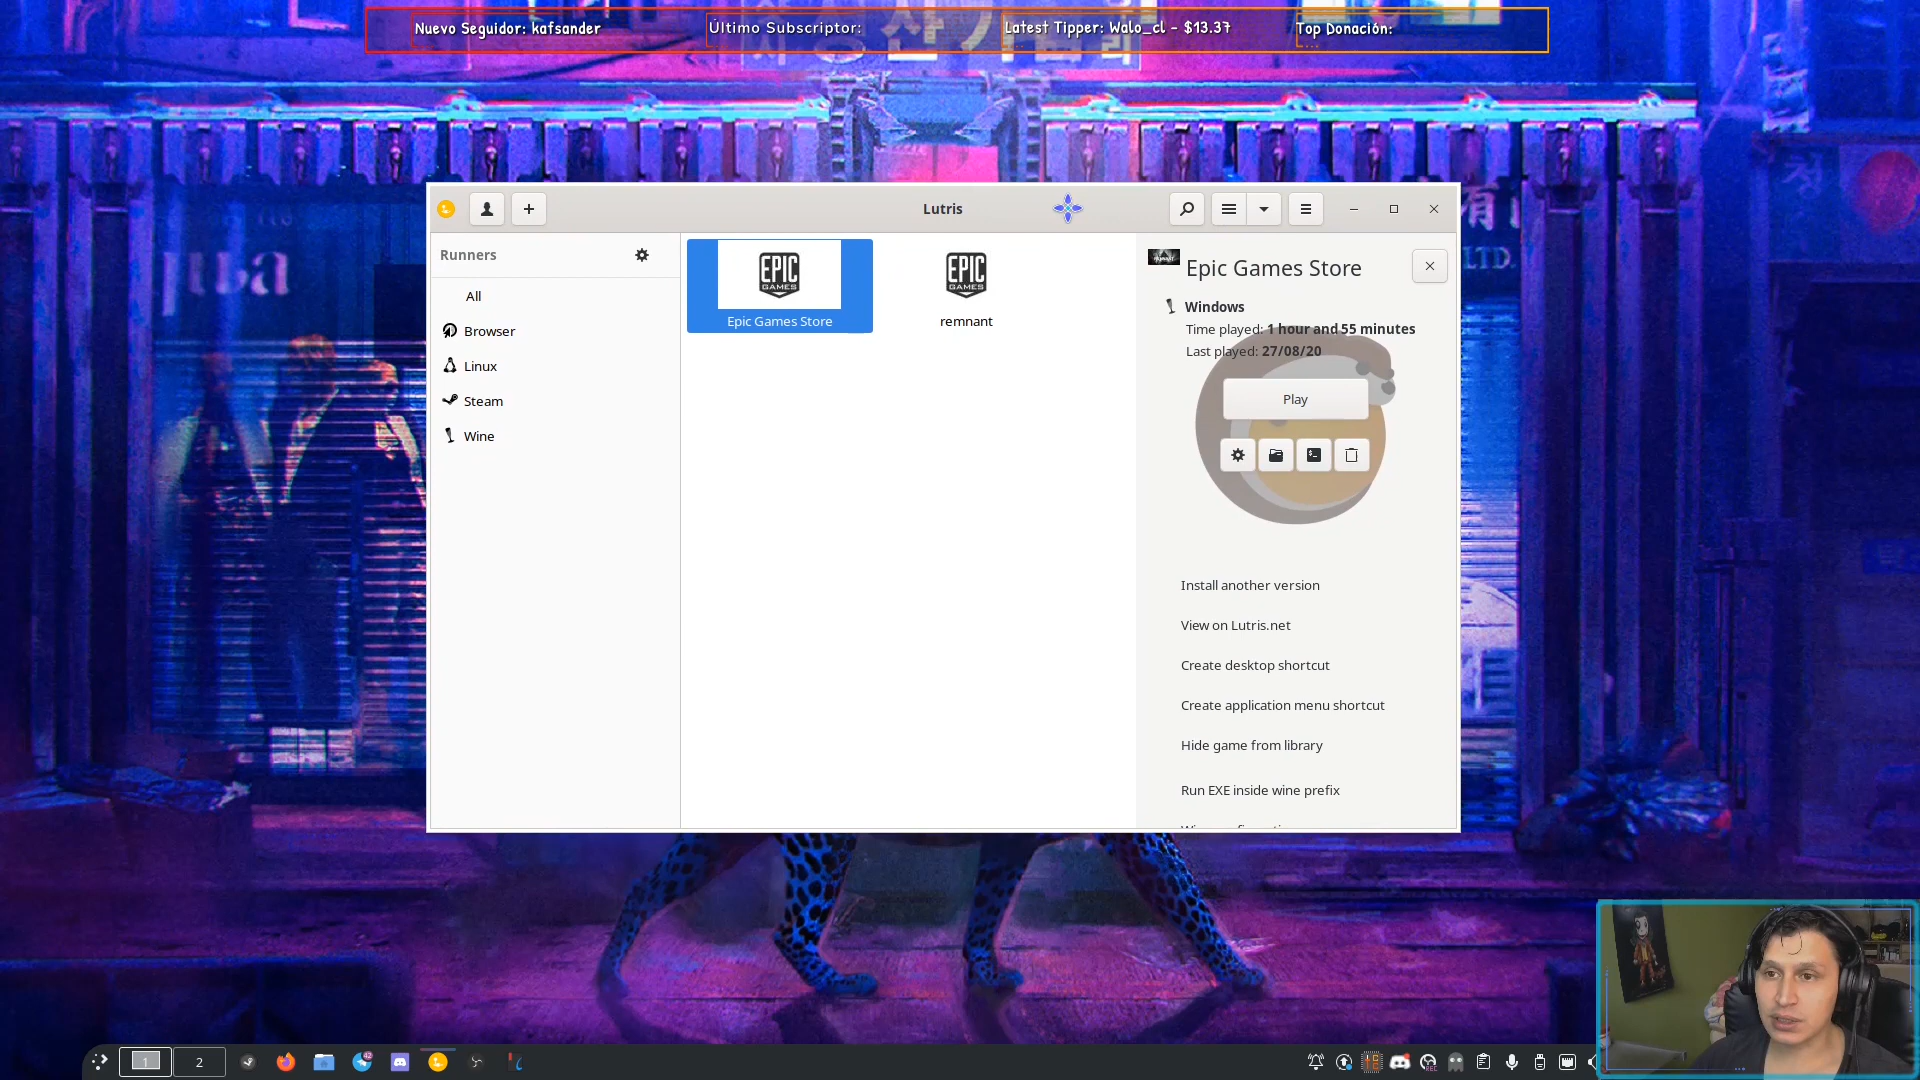 Nuevo Seguidor: kafsander
Último Subscriptor:
Latest Tipper: Walo_cl - $13.37
Top Donación:
Lutris
Runners
All
Browser
Linux
Steam
Wine
EPIC
GAMES
Epic Games Store
EPIC
GAMES
remnant
Epic Games Store
Windows
Time played: 1 hour and 55 minutes
Last played: 27/08/20
Play
Install another version
View on Lutris.net
Create desktop shortcut
Create application menu shortcut
Hide game from library
Run EXE inside wine prefix
1
2
42
REC